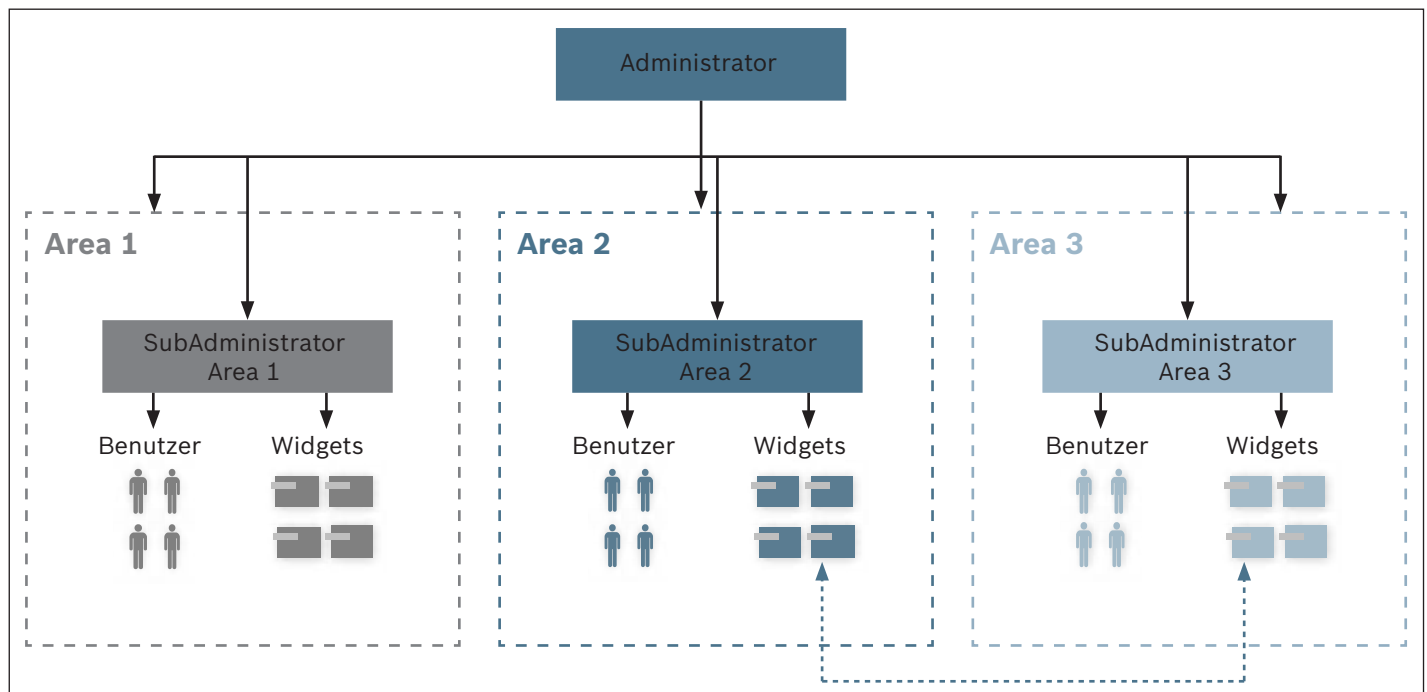 Administrator
Area 1
Area 2
Area 3
SubAdministrator
Area 1
SubAdministrator
Area 2
SubAdministrator
Area 3
Benutzer
Widgets
Benutzer
Widgets
Benutzer
Widgets